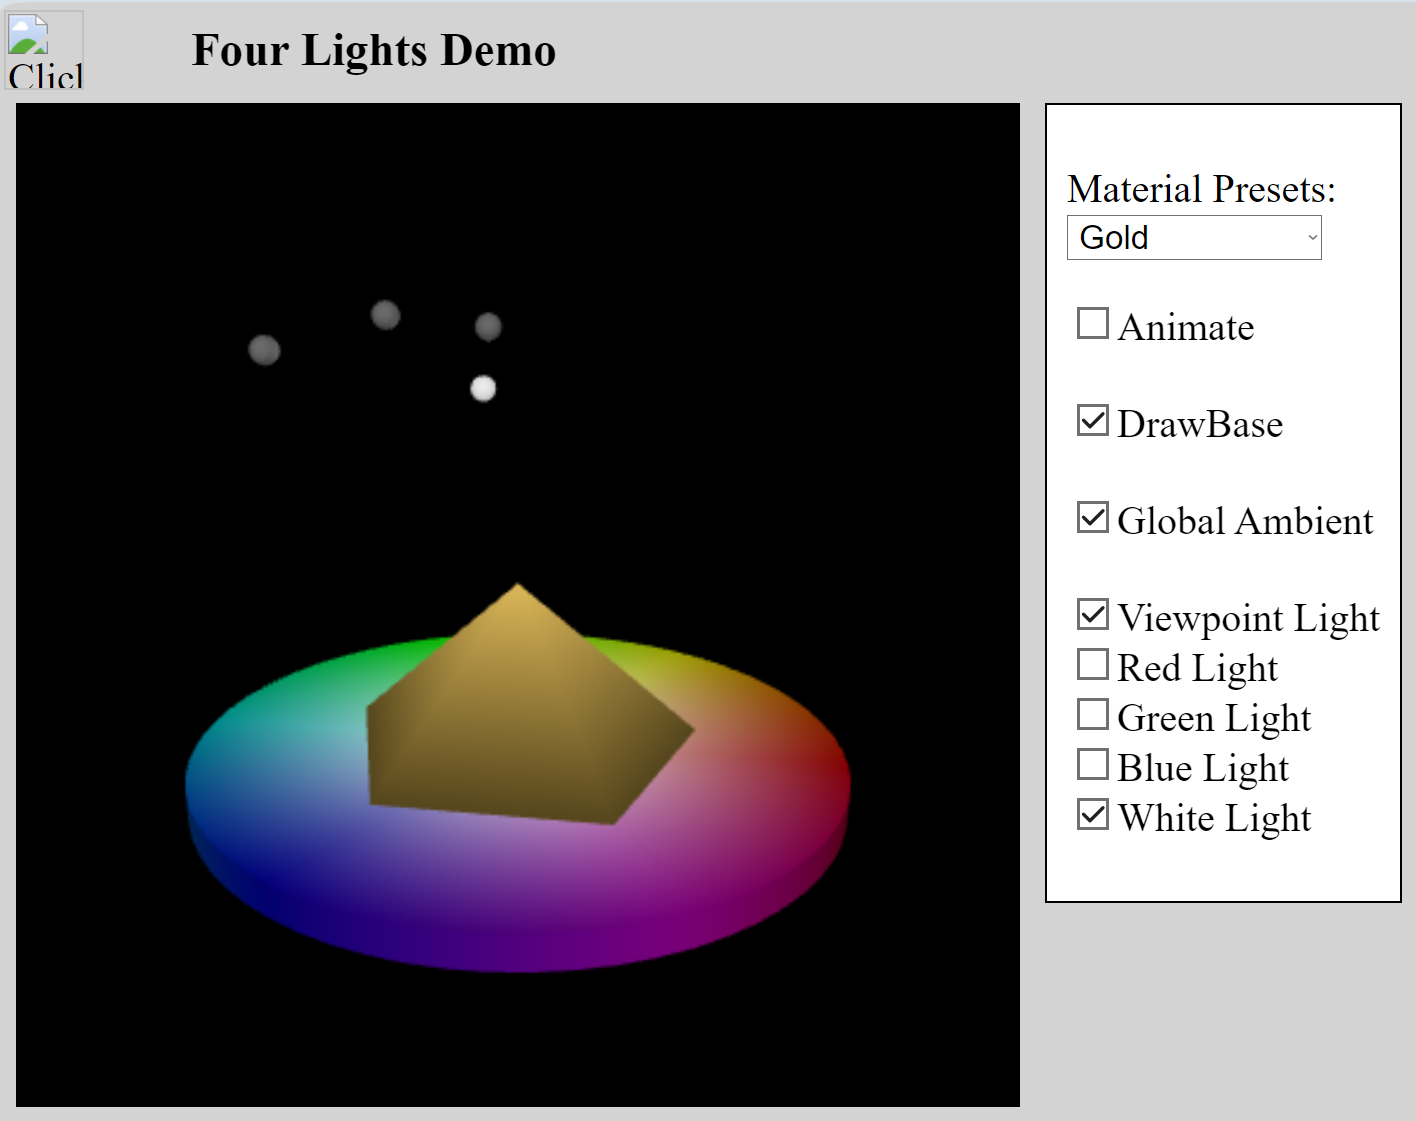 Four Lights Demo
Material Presets:
Gold
Animate
DrawBase
Global Ambient
Viewpoint Light
Red Light
Green Light
Blue Light
White Light